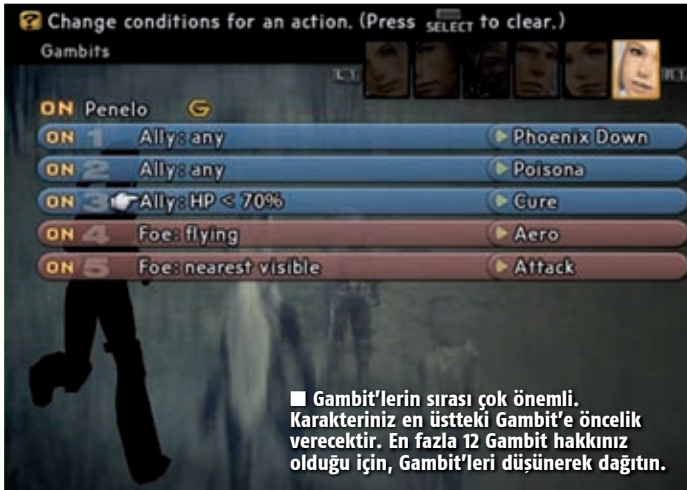 Change conditions for an action. (Press SELECT to clear.)
Gambits
L1 R1
ON Penelo G
ON 1 Ally: any Phoenix Down
ON 2 Ally: any Poisona
ON 3 Ally: HP < 70% Cure
ON 4 Foe: flying Aero
ON 5 Foe: nearest visible Attack
■ Gambit'lerin sırası çok önemli.
Karakteriniz en üstteki Gambit'e öncelik
verecektir. En fazla 12 Gambit hakkınız
olduğu için, Gambit'leri düşünerek dağıtın.